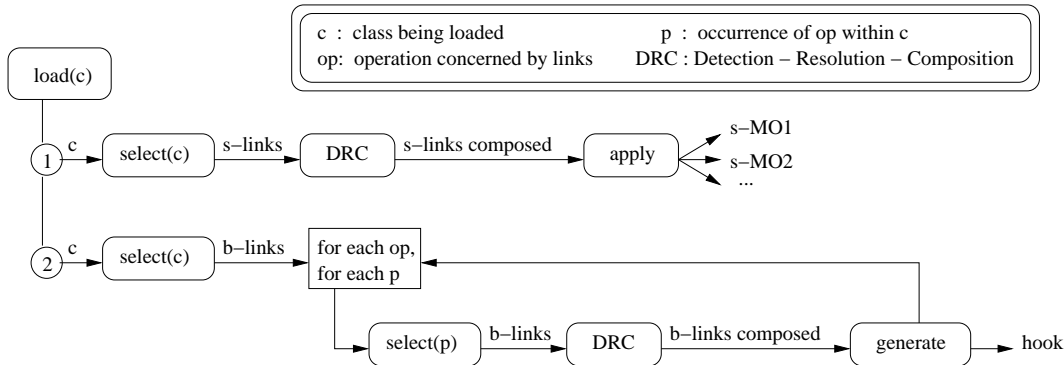 c : class being loaded
p : occurrence of op within c
op: operation concerned by links
DRC : Detection − Resolution − Composition
load(c)
1
c
select(c)
s−links
DRC
s−links composed
apply
s−MO1
s−MO2
...
2
c
select(c)
b−links
for each op,
for each p
select(p)
b−links
DRC
b−links composed
generate
hook